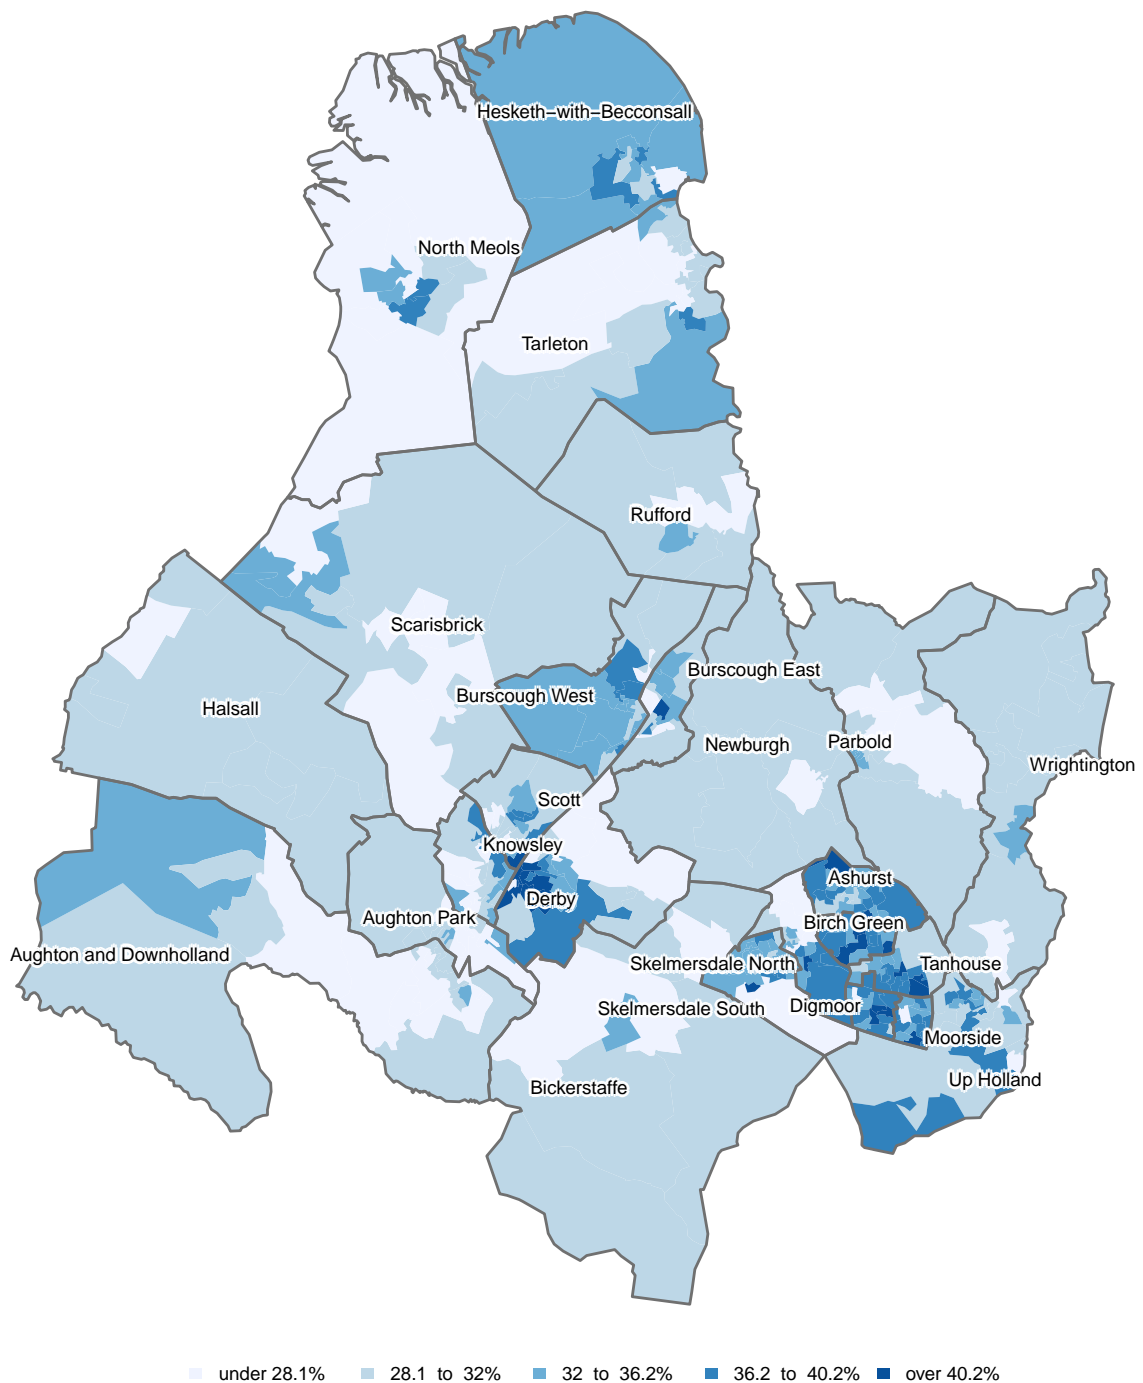 Hesketh–with–Becconsall
North Meols
Tarleton
Rufford
Scarisbrick
Burscough East
Burscough West
Halsall
Newburgh
Parbold
Wrightington
Scott
Knowsley
Ashurst
Derby
Aughton Park
Birch Green
Aughton and Downholland
Skelmersdale North
Tanhouse
Skelmersdale South
Digmoor
Moorside
Up Holland
Bickerstaffe
under 28.1% 28.1 to 32% 32 to 36.2% 36.2 to 40.2% over 40.2%